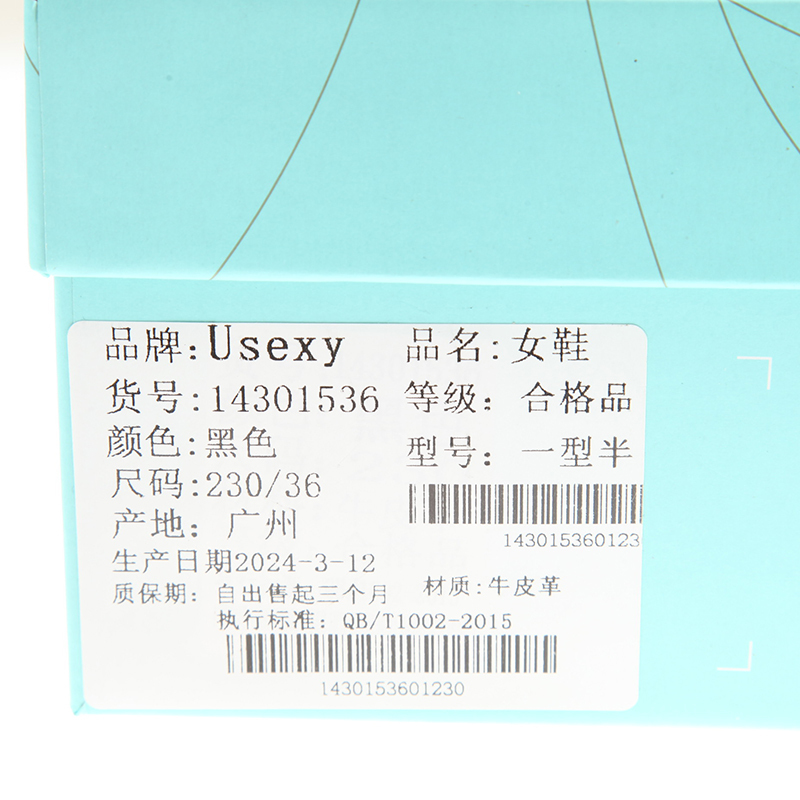 品牌:Usexy 品名:女鞋
货号:14301536 等级：合格品
颜色:黑色 型号：一型半
尺码:230/36
143015360123
产地：广州
生产日期2024-3-12
质保期：自出售起三个月 材质:牛皮革
执行标准：QB/T1002-2015
1430153601230